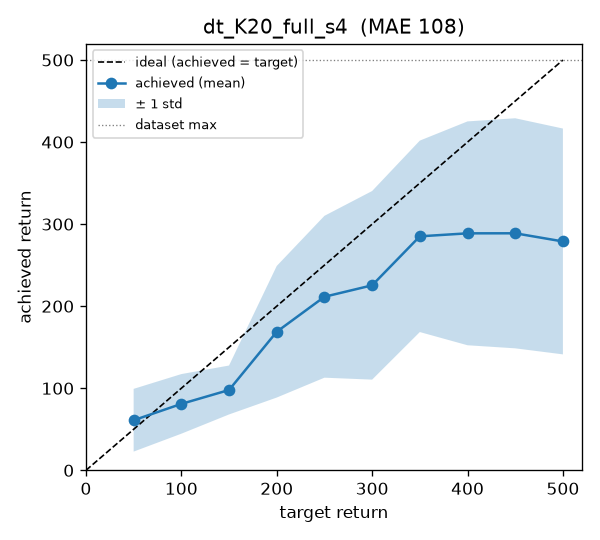 dt_K20_full_s4  (MAE 108)
ideal (achieved = target)
achieved (mean)
± 1 std
dataset max
achieved return
500
400
300
200
100
0
0 100 200 300 400 500
target return